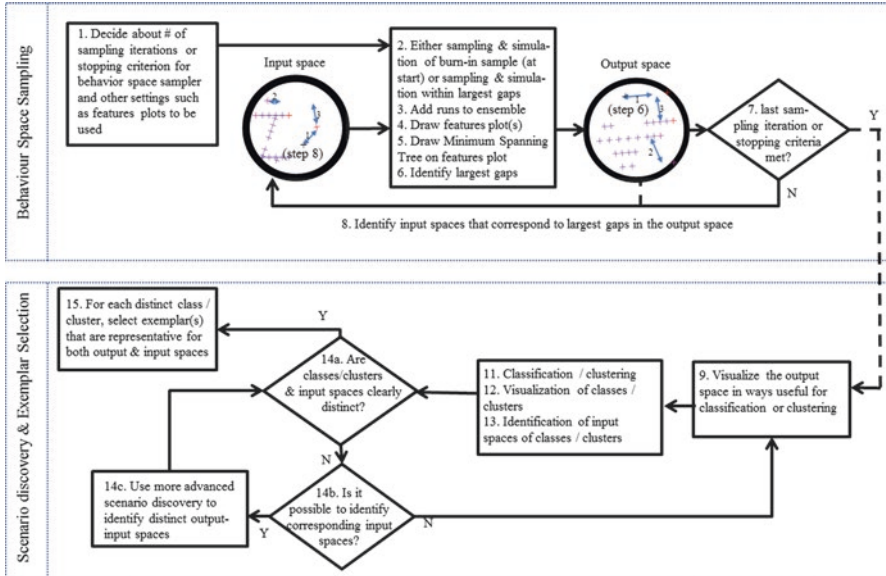 Behaviour Space Sampling
1. Decide about # of
sampling iterations or
stopping criterion for
behavior space sampler
and other settings such
as features plots to be
used
Input space
2
3
1
(step 8)
2. Either sampling & simula-
tion of burn-in sample (at
start) or sampling & simu-
lation within largest gaps
3. Add runs to ensemble
4. Draw features plot(s)
5. Draw Minimum Spanning
Tree on features plot
6. Identify largest gaps
Output space
1
(step 6)
3
2
7. last sam-
pling iteration or
stopping criteria
met?
Y
N
8. Identify input spaces that correspond to largest gaps in the output space
Scenario discovery & Exemplar Selection
15. For each distinct class /
cluster, select exemplar(s)
that are representative for
both output & input spaces
Y
14a. Are
classes/clusters
& input spaces clearly
distinct?
11. Classification / clustering
12. Visualization of classes /
clusters
13. Identification of input
spaces of classes / clusters
9. Visualize the output
space in ways useful for
classification or clustering
N
14c. Use more advanced
scenario discovery to
identify distinct output-
input spaces
Y
14b. Is it
possible to identify
corresponding input
spaces?
N